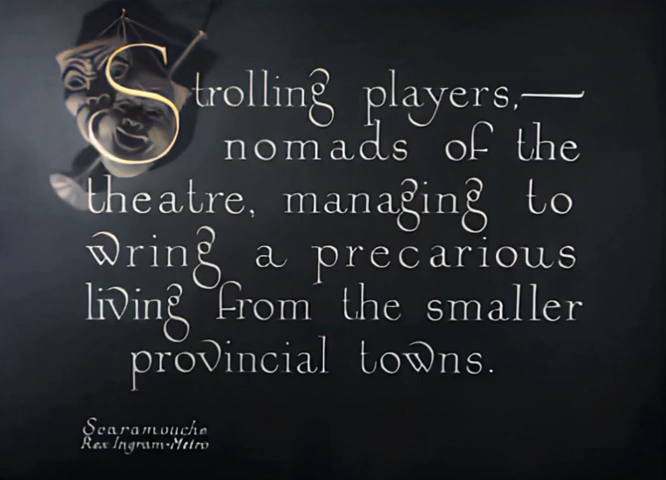 Strolling players,—
nomads of the
theatre, managing to
wring a precarious
living from the smaller
provincial towns.
Scaramouche
Rex Ingram-Metro